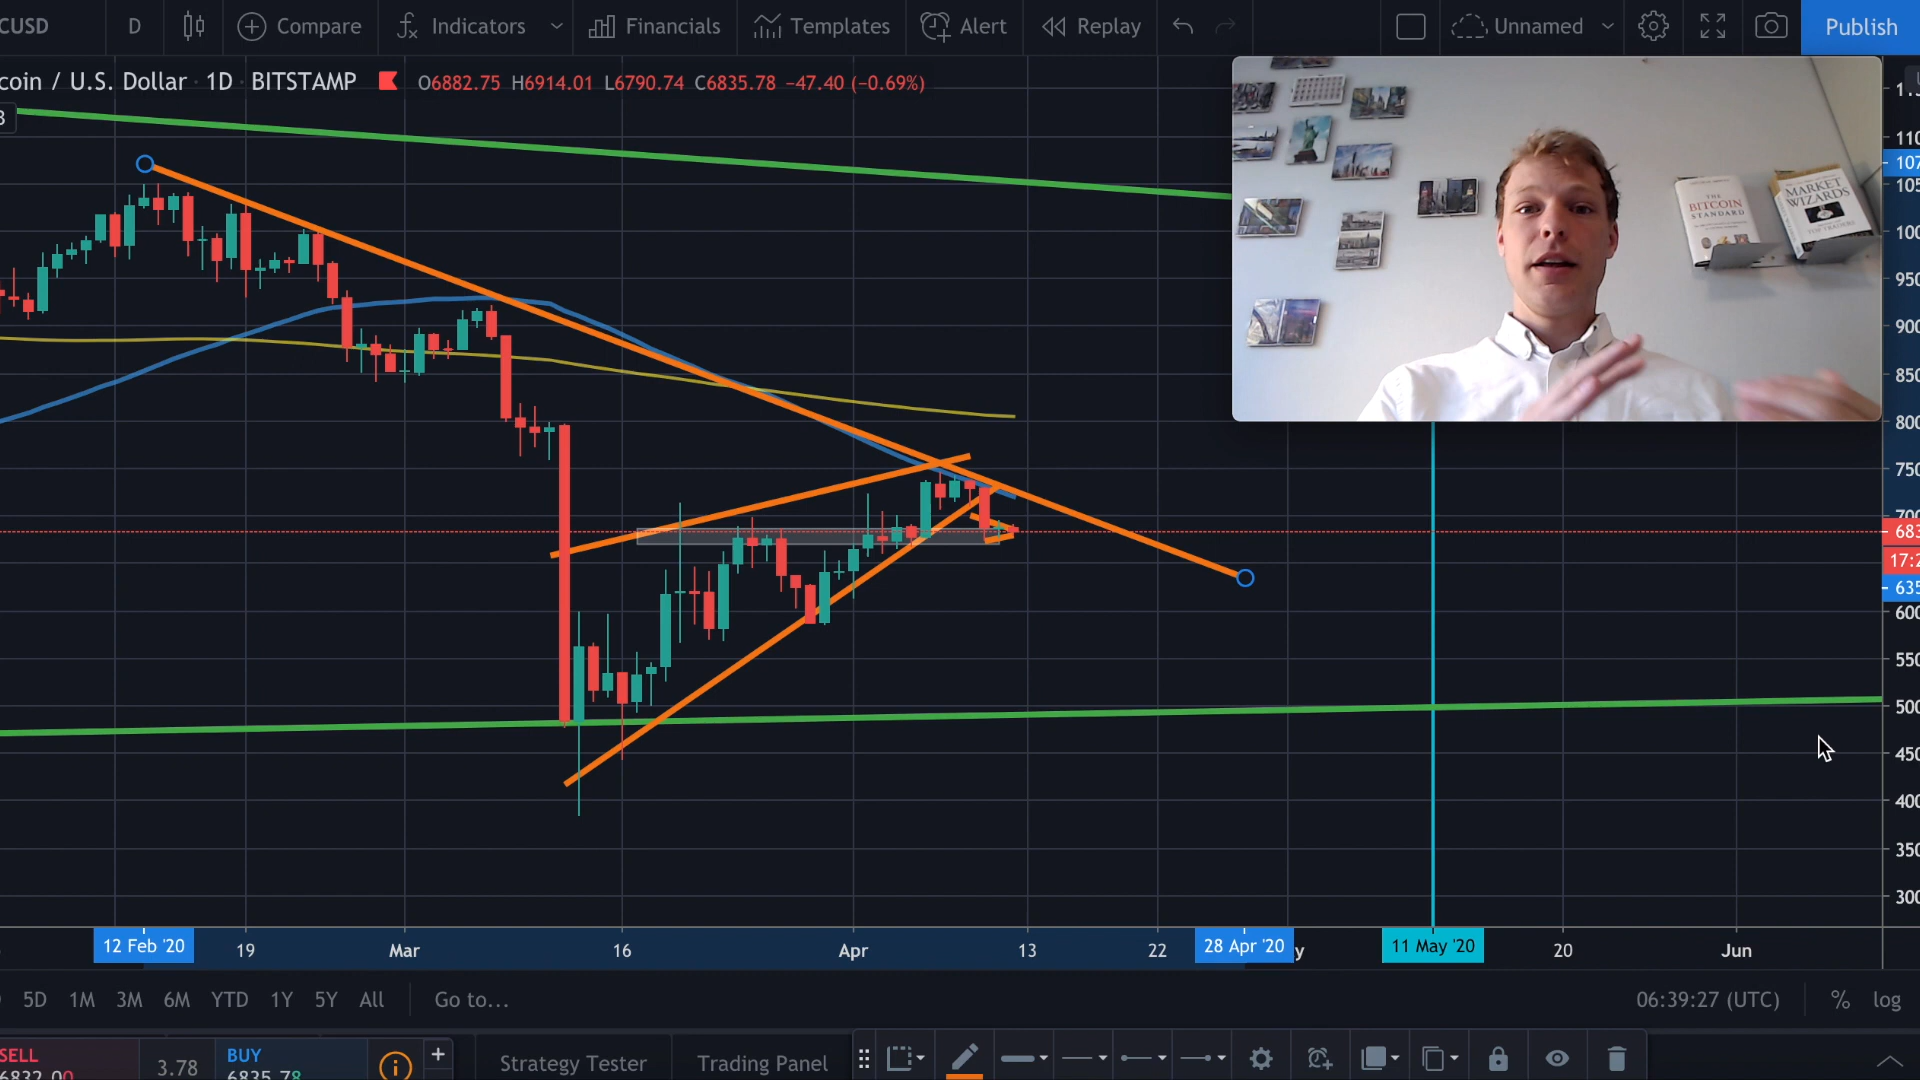 CUSD D Compare Indicators Financials Templates Alert Replay Unnamed Publish
coin / U.S. Dollar · 1D · BITSTAMP O6882.75 H6914.01 L6790.74 C6835.78 −47.40 (−0.69%)
THE
BITCOIN
STANDARD
MARKET
WIZARDS
12 Feb '20 19 Mar 16 Apr 13 22 28 Apr '20 y 11 May '20 20 Jun
5D 1M 3M 6M YTD 1Y 5Y All Go to... 06:39:27 (UTC) % log
SELL
BUY
3.78
6835.78
Strategy Tester Trading Panel